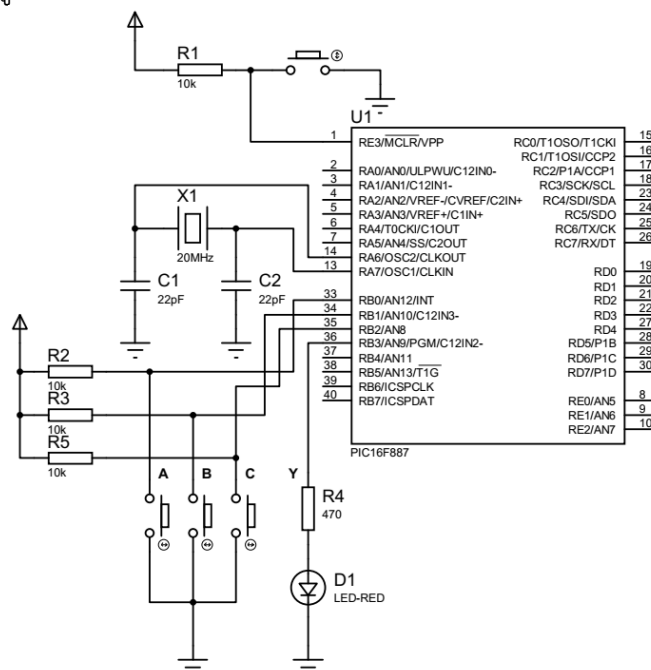 R1
10k
U1
1 RE3/MCLR/VPP
2 RA0/AN0/ULPWU/C12IN0-
3 RA1/AN1/C12IN1-
4 RA2/AN2/VREF-/CVREF/C2IN+
5 RA3/AN3/VREF+/C1IN+
6 RA4/T0CKI/C1OUT
7 RA5/AN4/SS/C2OUT
14 RA6/OSC2/CLKOUT
13 RA7/OSC1/CLKIN
33 RB0/AN12/INT
34 RB1/AN10/C12IN3-
35 RB2/AN8
36 RB3/AN9/PGM/C12IN2-
37 RB4/AN11
38 RB5/AN13/T1G
39 RB6/ICSPCLK
40 RB7/ICSPDAT
RC0/T1OSO/T1CKI 15
RC1/T1OSI/CCP2 16
RC2/P1A/CCP1 17
RC3/SCK/SCL 18
RC4/SDI/SDA 23
RC5/SDO 24
RC6/TX/CK 25
RC7/RX/DT 26
RD0 19
RD1 20
RD2 21
RD3 22
RD4 27
RD5/P1B 28
RD6/P1C 29
RD7/P1D 30
RE0/AN5 8
RE1/AN6 9
RE2/AN7 10
PIC16F887
X1
20MHz
C1
22pF
C2
22pF
R2
10k
R3
10k
R5
10k
A B C Y
R4
470
D1
LED-RED